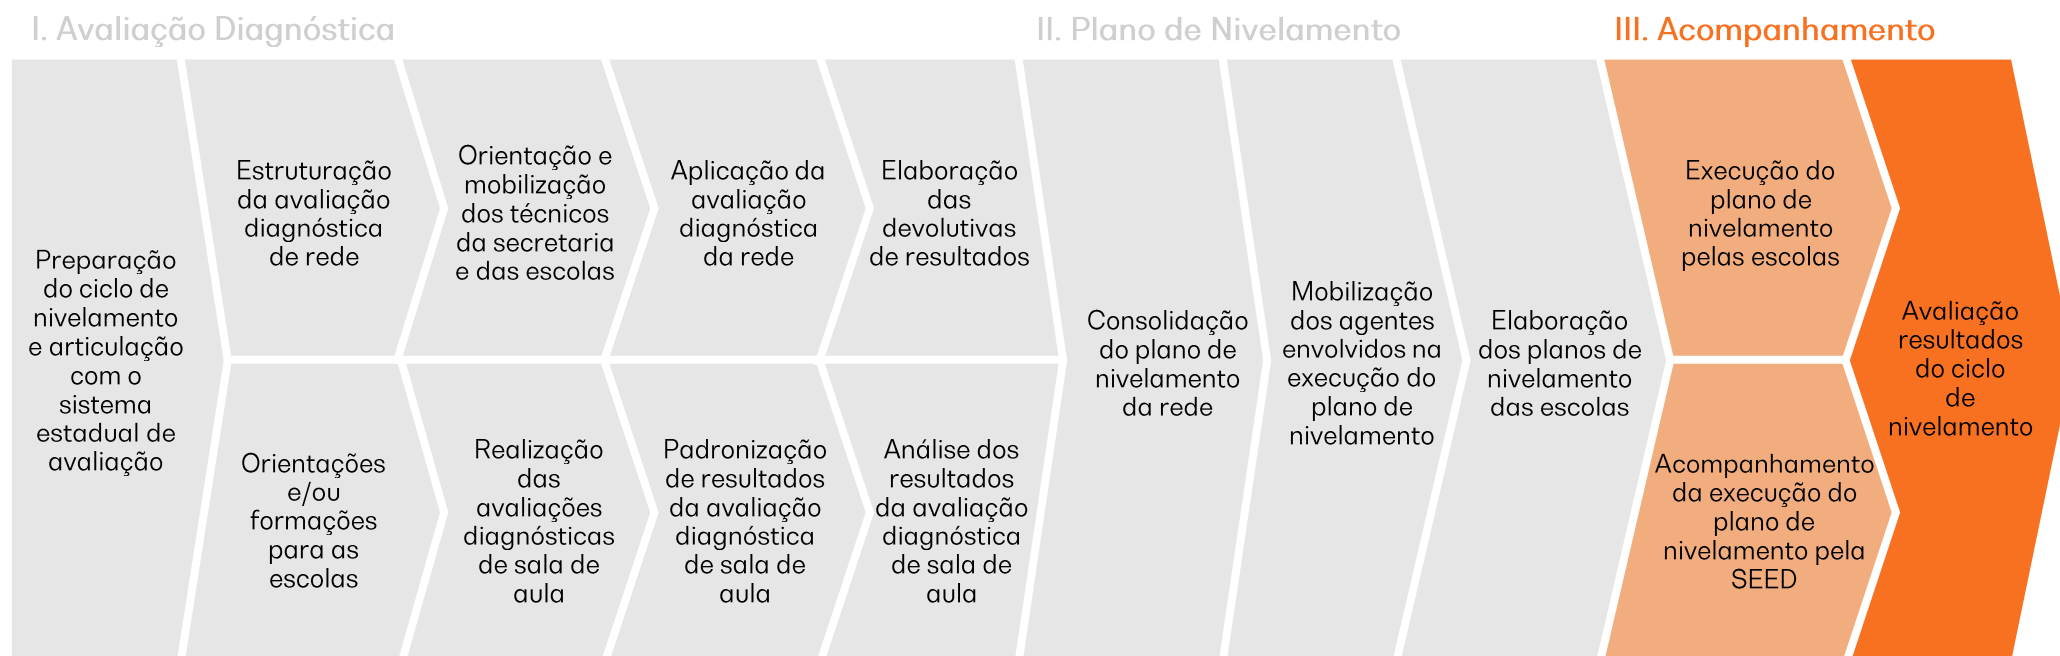 I. Avaliação Diagnóstica
II. Plano de Nivelamento
III. Acompanhamento
Preparação
do ciclo de
nivelamento
e articulação
com o
sistema
estadual de
avaliação
Estruturação
da avaliação
diagnóstica
de rede
Orientação e
mobilização
dos técnicos
da secretaria
e das escolas
Aplicação da
avaliação
diagnóstica
da rede
Elaboração
das
devolutivas
de resultados
Orientações
e/ou
formações
para as
escolas
Realização
das
avaliações
diagnósticas
de sala de
aula
Padronização
de resultados
da avaliação
diagnóstica
de sala de
aula
Análise dos
resultados
da avaliação
diagnóstica
de sala de
aula
Consolidação
do plano de
nivelamento
da rede
Mobilização
dos agentes
envolvidos na
execução do
plano de
nivelamento
Elaboração
dos planos de
nivelamento
das escolas
Execução do
plano de
nivelamento
pelas escolas
Acompanhamento
da execução do
plano de
nivelamento pela
SEED
Avaliação
resultados
do ciclo
de
nivelamento